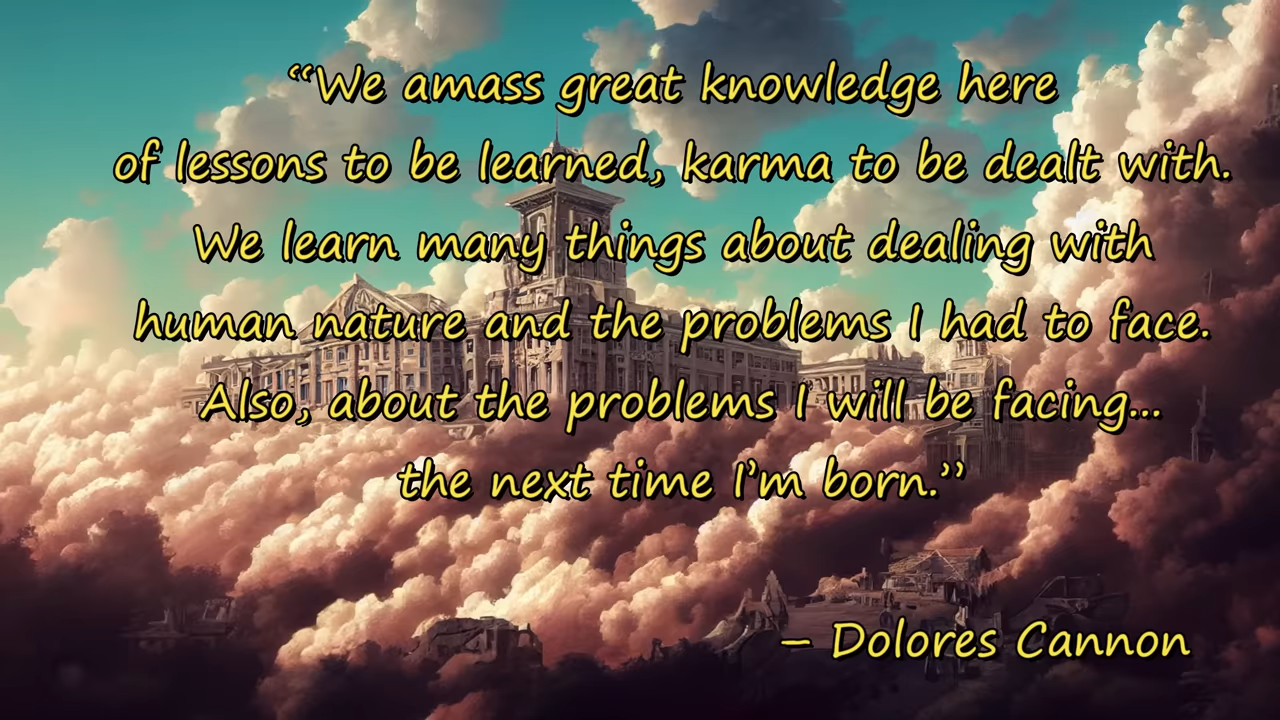 “We amass great knowledge here
of lessons to be learned, karma to be dealt with.
We learn many things about dealing with
human nature and the problems I had to face.
Also, about the problems I will be facing...
the next time I’m born.”
– Dolores Cannon